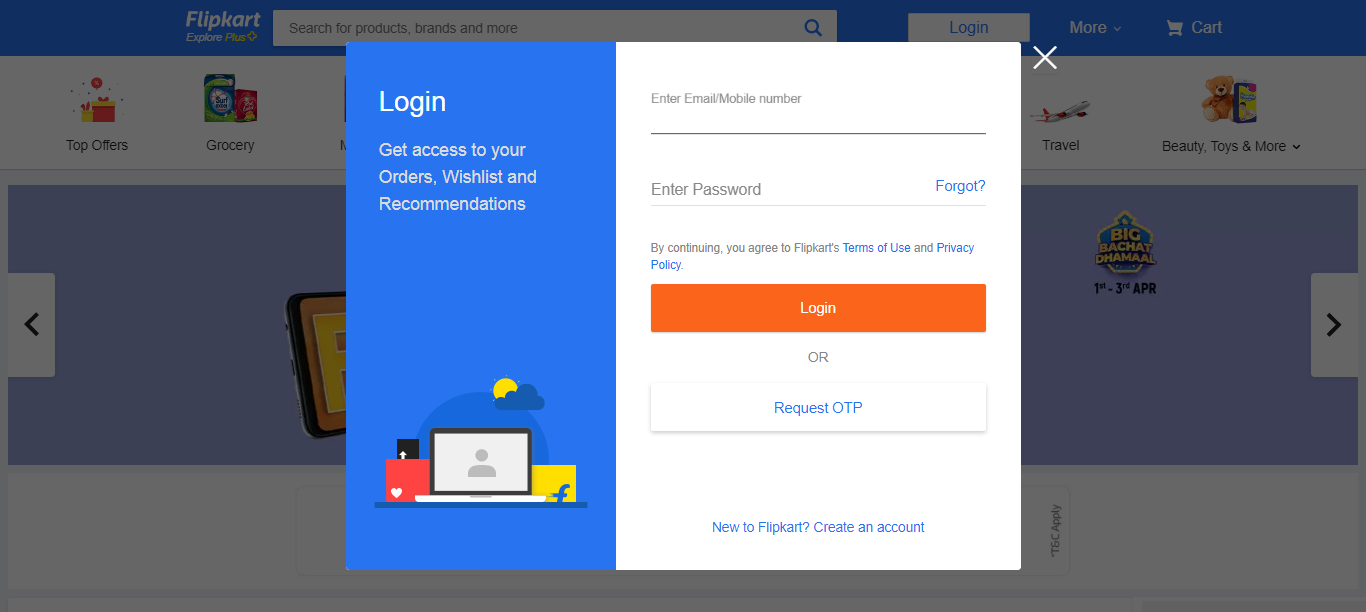 Flipkart
Explore Plus
Search for products, brands and more
Login
More
Cart
Top Offers
Grocery
Travel
Beauty, Toys & More
Login
Get access to your
Orders, Wishlist and
Recommendations
Enter Email/Mobile number
Enter Password
Forgot?
By continuing, you agree to Flipkart's Terms of Use and Privacy
Policy.
Login
OR
Request OTP
New to Flipkart? Create an account
BIG
BACHAT
DHAMAAL
1st - 3rd APR
*T&C Apply